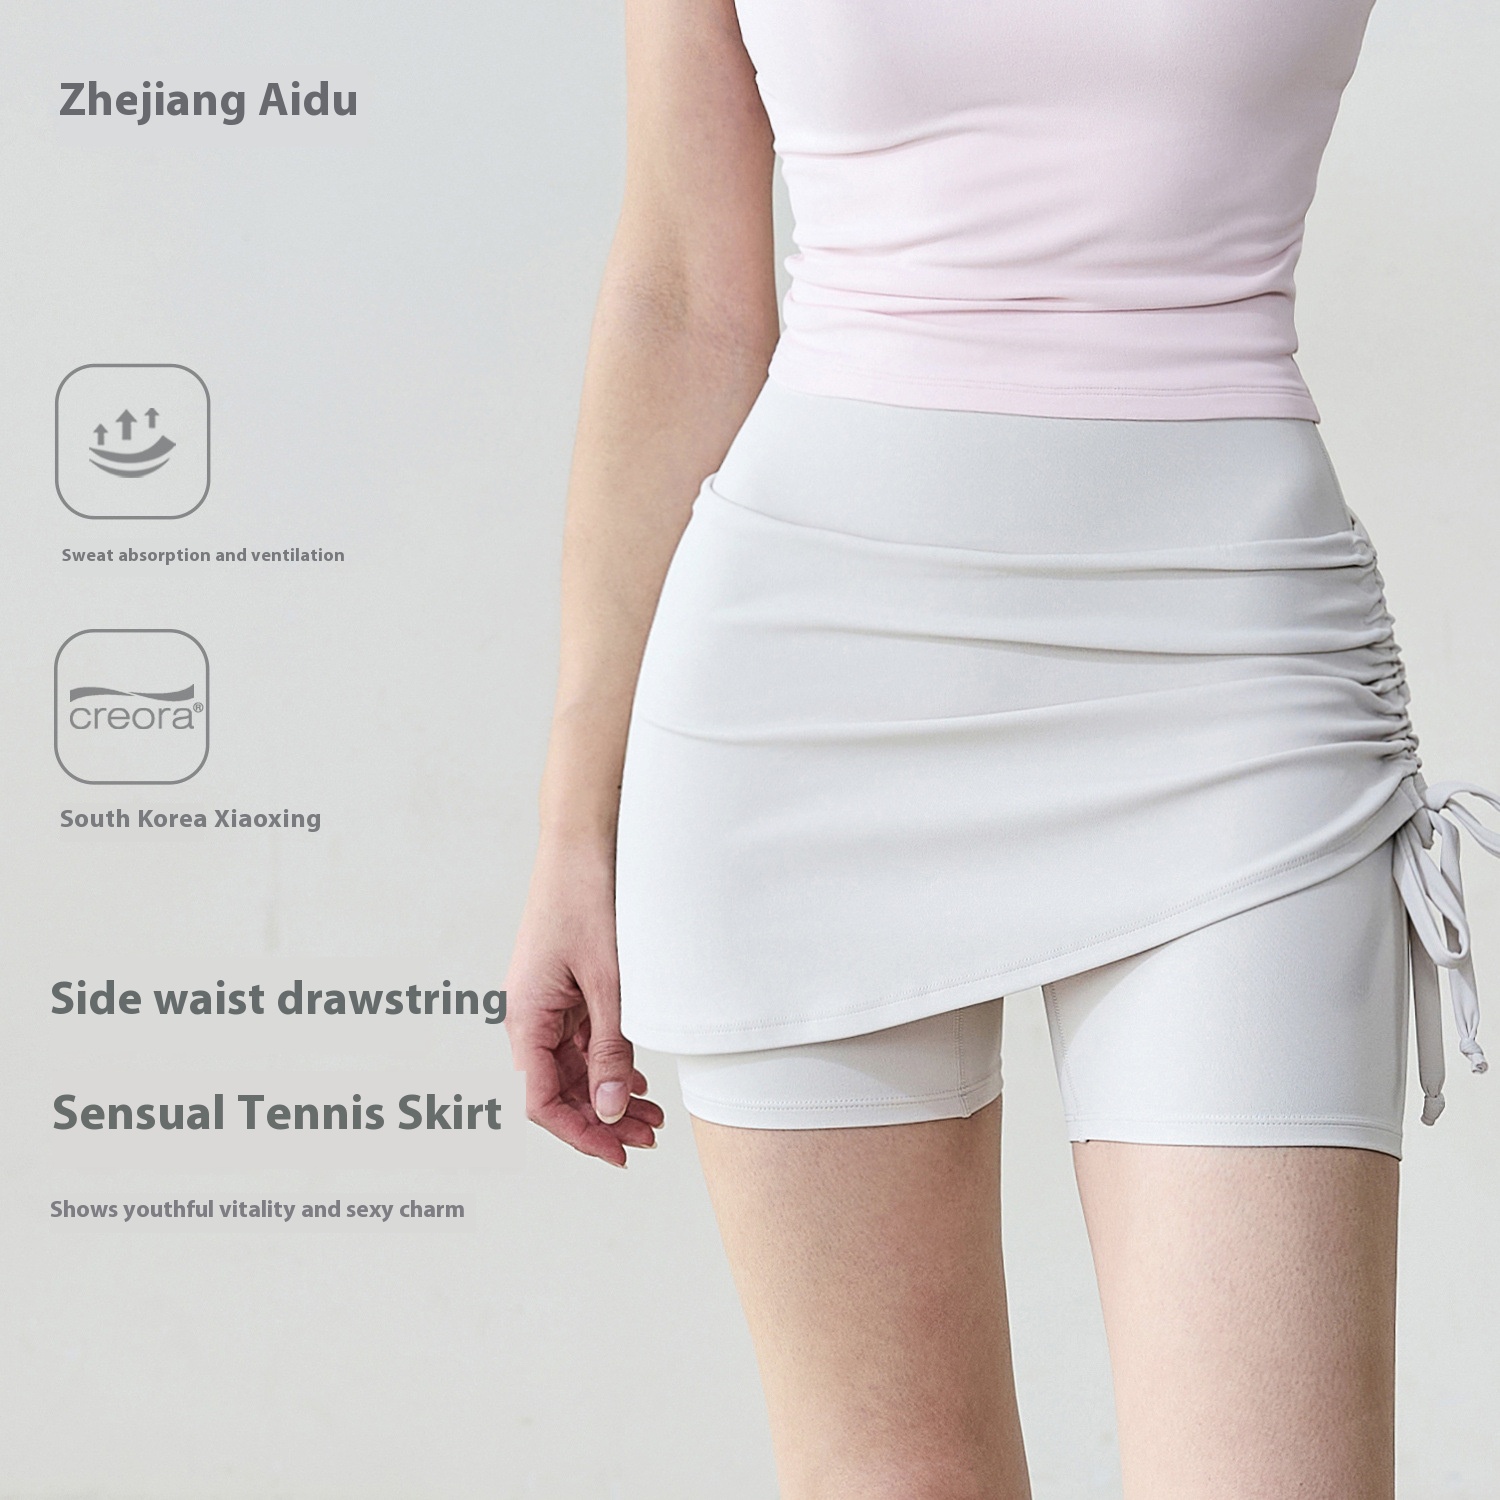 Zhejiang Aidu
Sweat absorption and ventilation
creora®
South Korea Xiaoxing
Side waist drawstring
Sensual Tennis Skirt
Shows youthful vitality and sexy charm